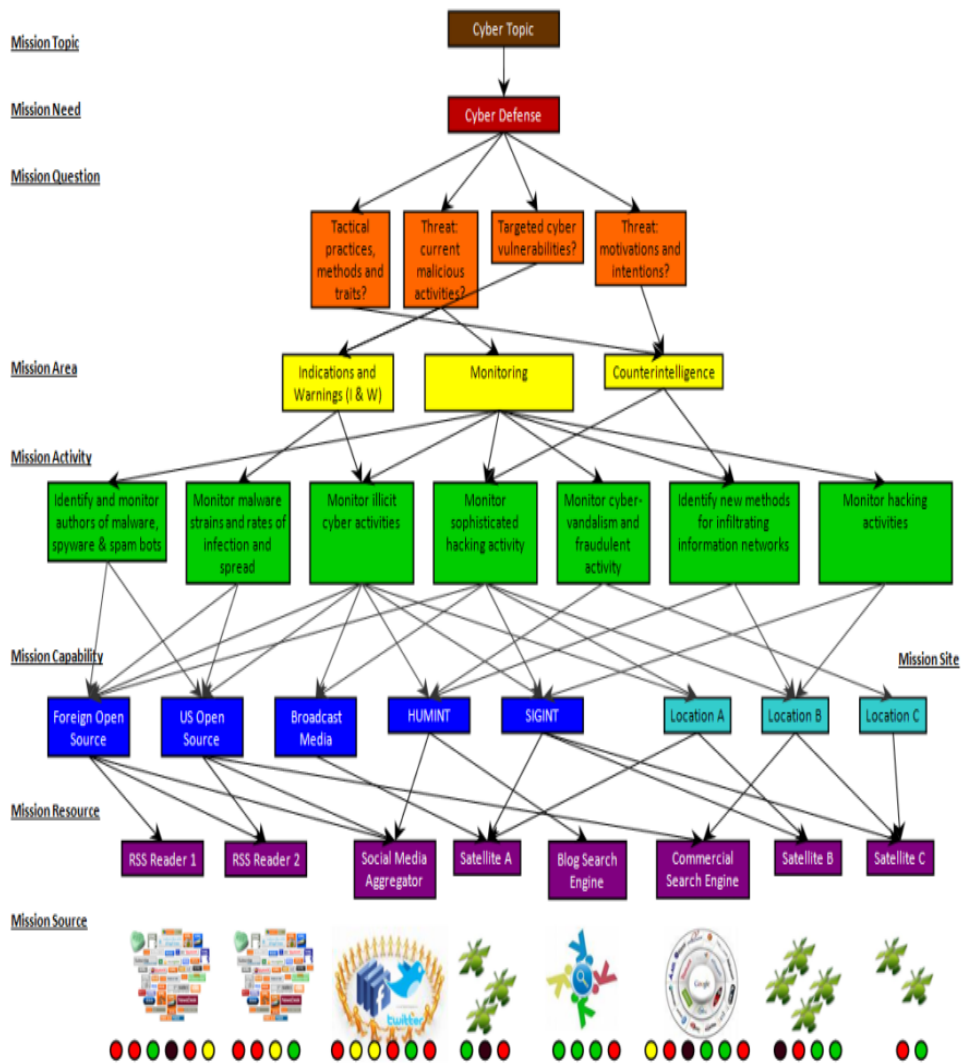 Mission Topic
Cyber Topic
Mission Need
Cyber Defense
Mission Question
Tactical
practices,
methods and
traits?
Threat:
current
malicious
activities?
Targeted cyber
vulnerabilities?
Threat:
motivations and
intentions?
Mission Area
Indications and
Warnings (I & W)
Monitoring
Counterintelligence
Mission Activity
Identify and monitor
authors of malware,
spyware & spam bots
Monitor malware
strains and rates of
infection and
spread
Monitor illicit
cyber activities
Monitor
sophisticated
hacking activity
Monitor cyber-
vandalism and
fraudulent
activity
Identify new methods
for infiltrating
information networks
Monitor hacking
activities
Mission Capability
Mission Site
Foreign Open
Source
US Open
Source
Broadcast
Media
HUMINT
SIGINT
Location A
Location B
Location C
Mission Resource
RSS Reader 1
RSS Reader 2
Social Media
Aggregator
Satellite A
Blog Search
Engine
Commercial
Search Engine
Satellite B
Satellite C
Mission Source
twitter
Google